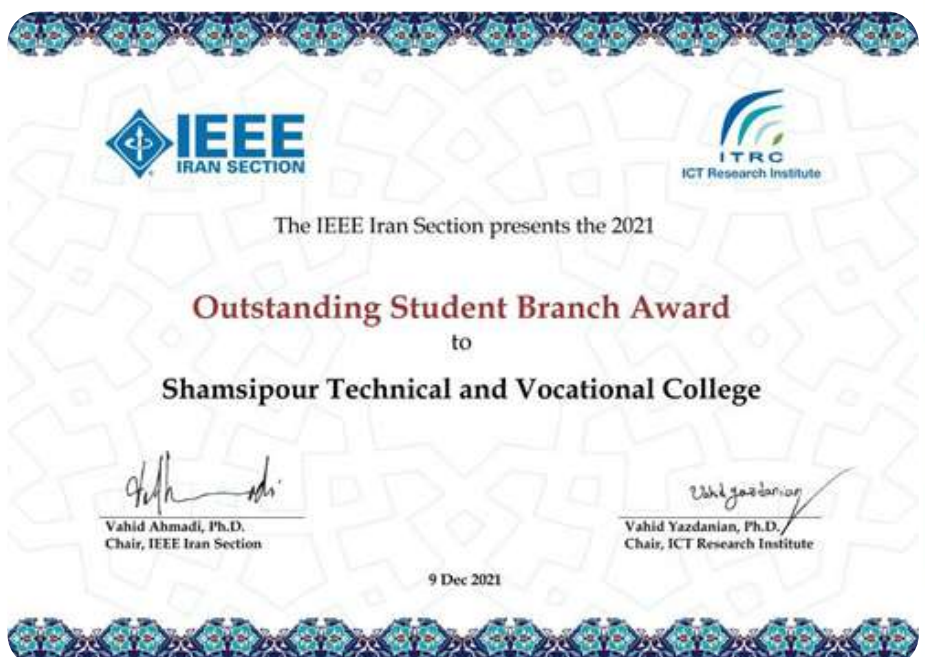 IEEE
IRAN SECTION
ITRC
ICT Research Institute
The IEEE Iran Section presents the 2021
Outstanding Student Branch Award
to
Shamsipour Technical and Vocational College
Vahid Yazdanian
Vahid Ahmadi, Ph.D.
Chair, IEEE Iran Section
Vahid Yazdanian, Ph.D.
Chair, ICT Research Institute
9 Dec 2021